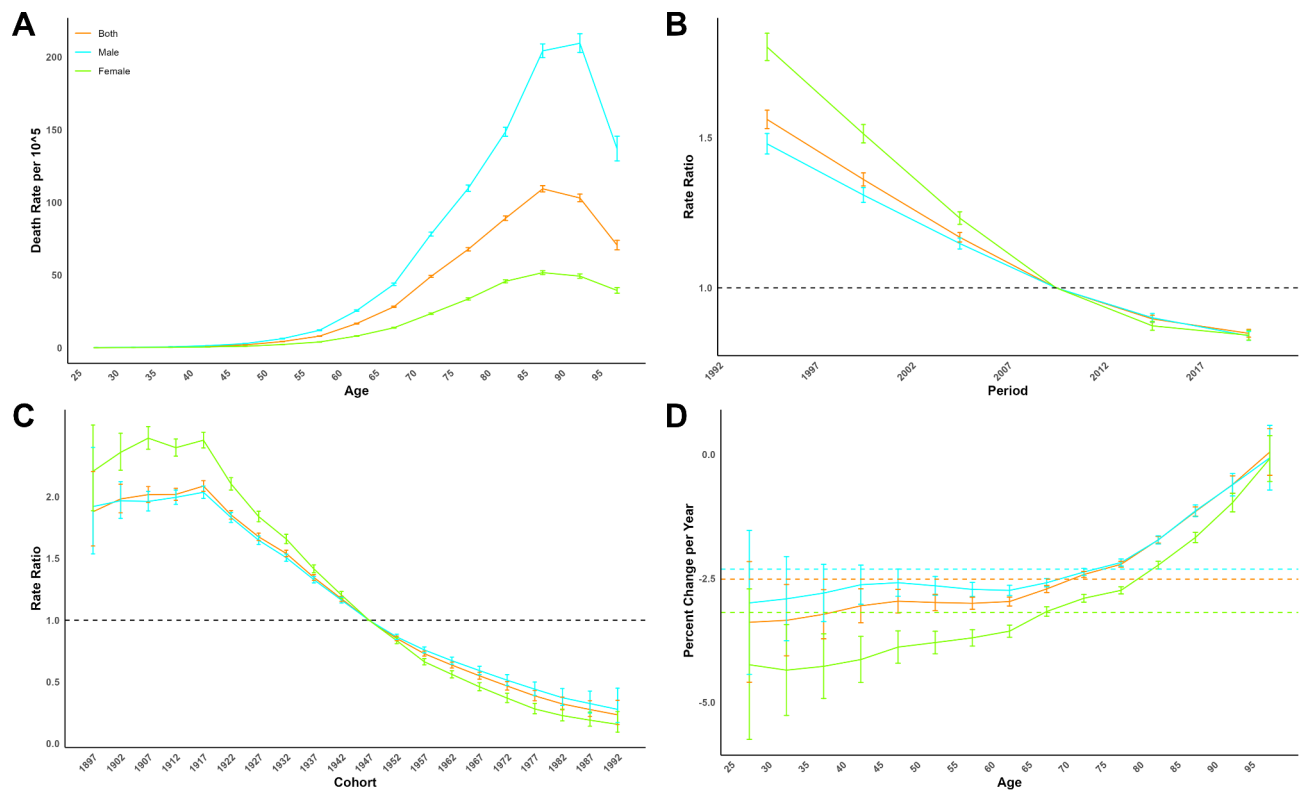 A
Both
Male
Female
200
150
100
50
0
Death Rate per 10^5
25 30 35 40 45 50 55 60 65 70 75 80 85 90 95
Age
B
1.5
1.0
Rate Ratio
1992 1997 2002 2007 2012 2017
Period
C
2.0
1.5
1.0
0.5
0.0
Rate Ratio
1897 1902 1907 1912 1917 1922 1927 1932 1937 1942 1947 1952 1957 1962 1967 1972 1977 1982 1987 1992
Cohort
D
0.0
-2.5
-5.0
Percent Change per Year
25 30 35 40 45 50 55 60 65 70 75 80 85 90 95
Age